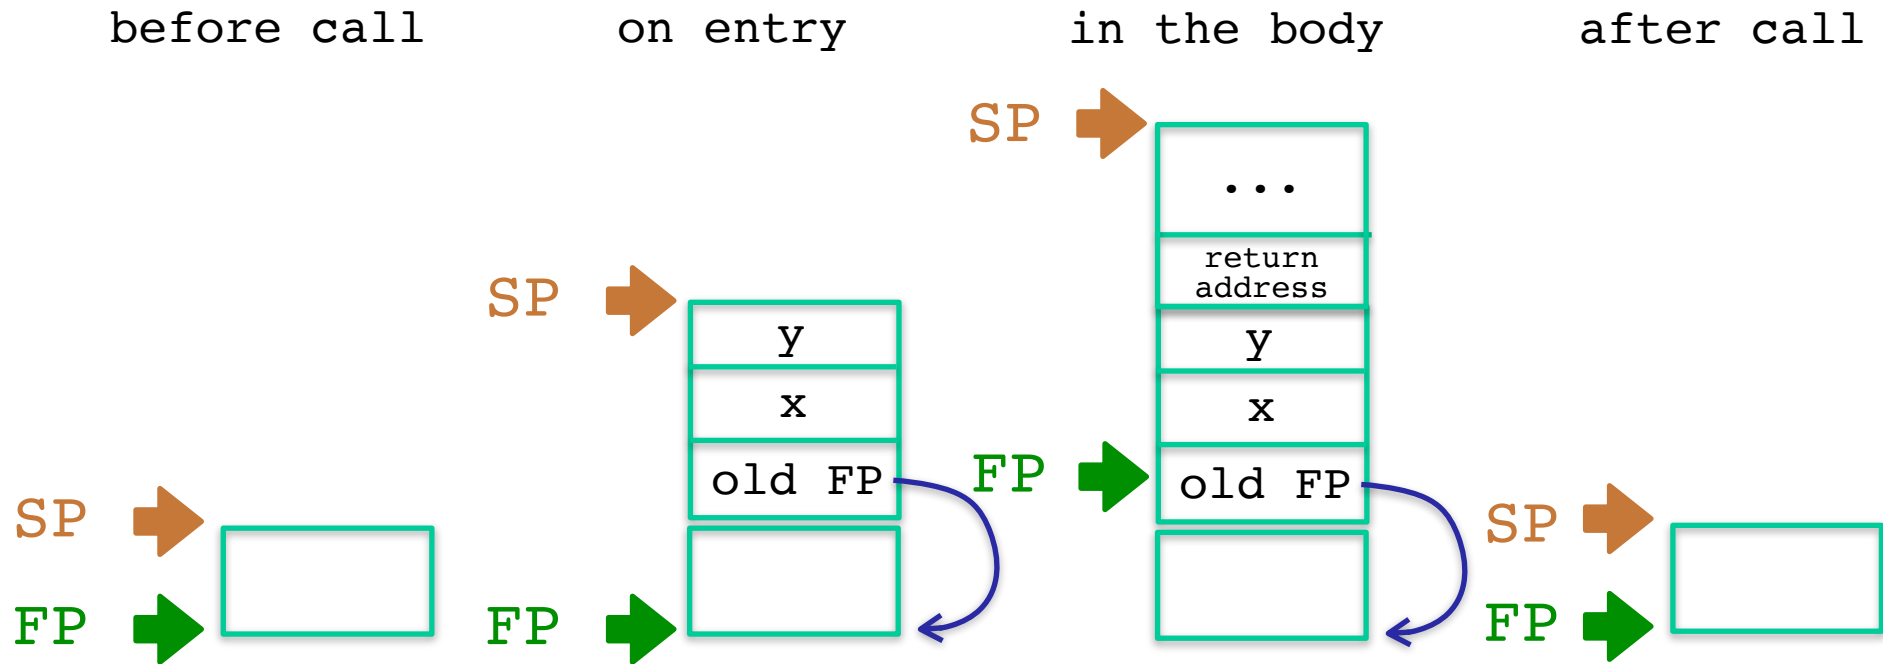 before call
on entry
in the body
after call
SP
FP
SP
y
x
old FP
FP
SP
...
return
address
y
x
FP
old FP
SP
FP